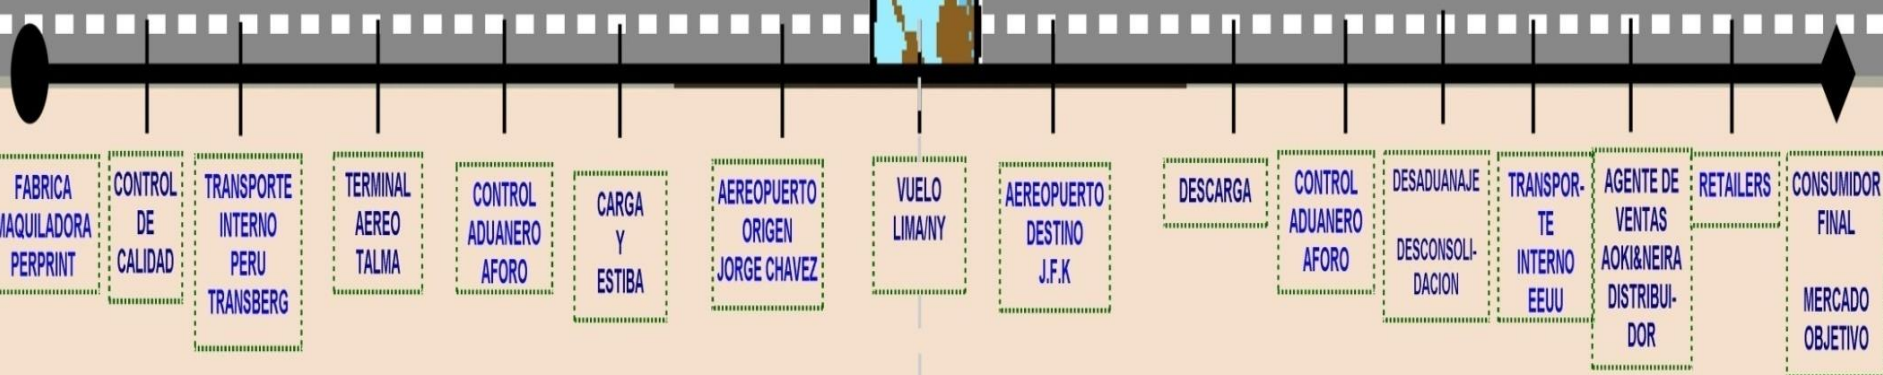 FABRICA
MAQUILADORA
PERPRINT
CONTROL
DE
CALIDAD
TRANSPORTE
INTERNO
PERU
TRANSBERG
TERMINAL
AEREO
TALMA
CONTROL
ADUANERO
AFORO
CARGA
Y
ESTIBA
AEREOPUERTO
ORIGEN
JORGE CHAVEZ
VUELO
LIMA/NY
AEREOPUERTO
DESTINO
J.F.K
DESCARGA
CONTROL
ADUANERO
AFORO
DESADUANAJE
DESCONSOLI-
DACION
TRANSPOR-
TE
INTERNO
EEUU
AGENTE DE
VENTAS
AOKI&NEIRA
DISTRIBUI-
DOR
RETAILERS
CONSUMIDOR
FINAL
MERCADO
OBJETIVO